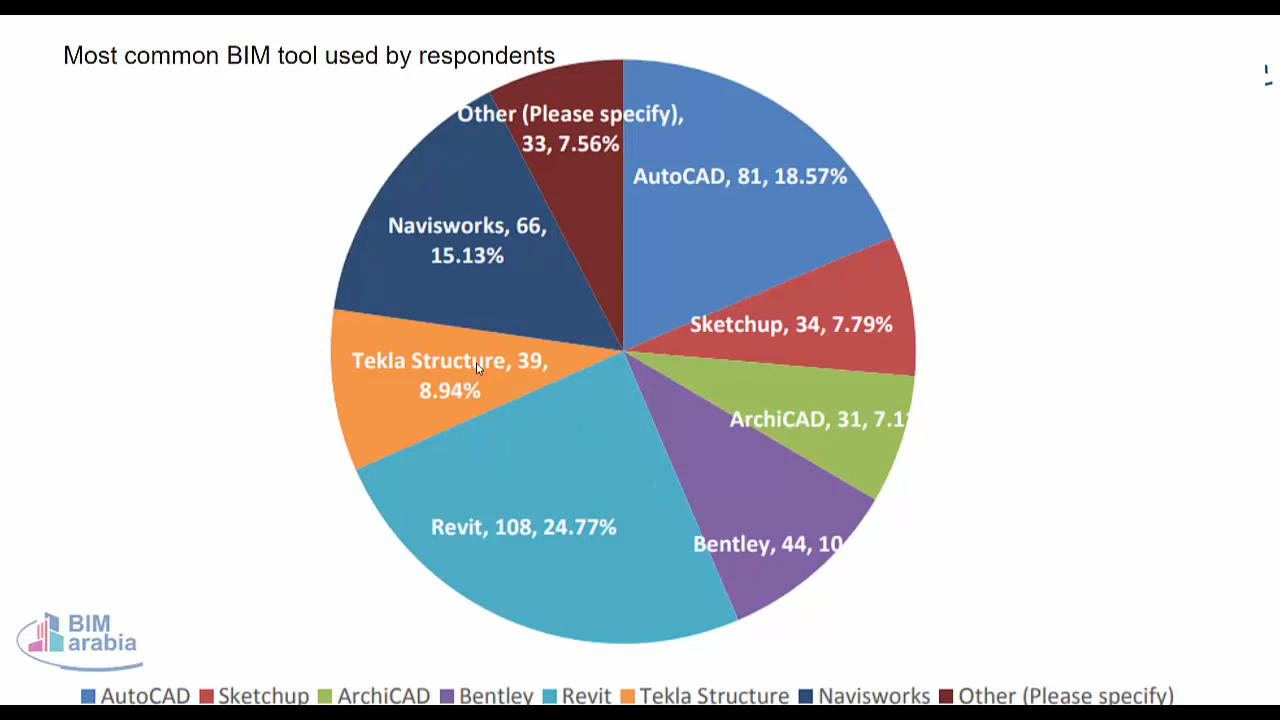 Most common BIM tool used by respondents
Other (Please specify),
33, 7.56%
AutoCAD, 81, 18.57%
Navisworks, 66,
15.13%
Sketchup, 34, 7.79%
Tekla Structure, 39,
8.94%
ArchiCAD, 31,
Revit, 108, 24.77%
Bentley, 44,
BIM
arabia
AutoCAD Sketchup ArchiCAD Bentley Revit Tekla Structure Navisworks Other (Please specify)